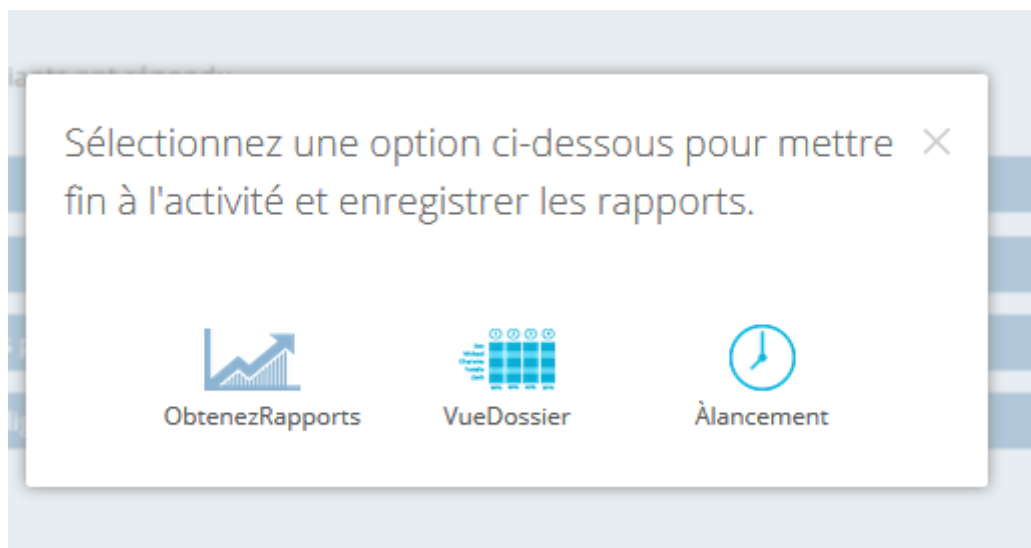 Sélectionnez une option ci-dessous pour mettre
fin à l'activité et enregistrer les rapports.
ObtenezRapports
VueDossier
Àlancement